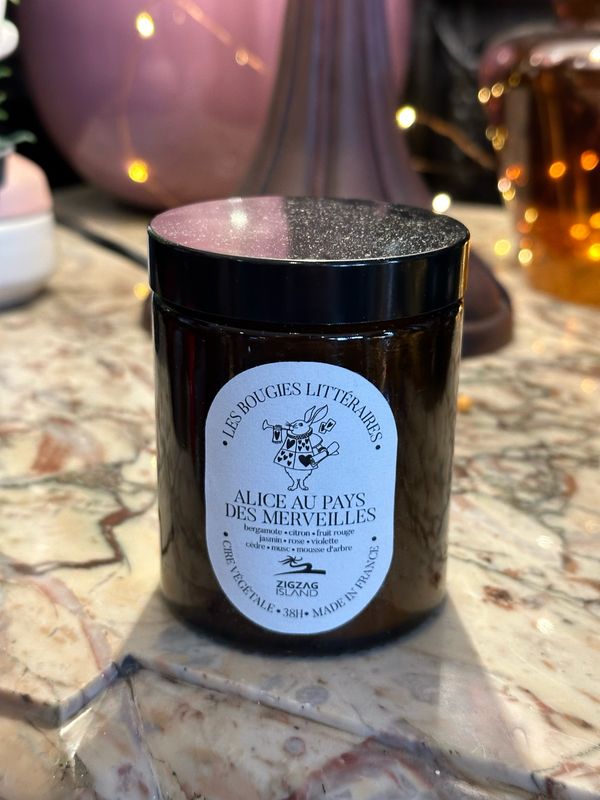 • LES BOUGIES LITTÉRAIRES •
ALICE AU PAYS
DES MERVEILLES
bergamote • citron • fruit rouge
jasmin • rose • violette
cèdre • musc • mousse d'arbre
ZIGZAG
ISLAND
• CIRE VÉGÉTALE • 38H • MADE IN FRANCE •